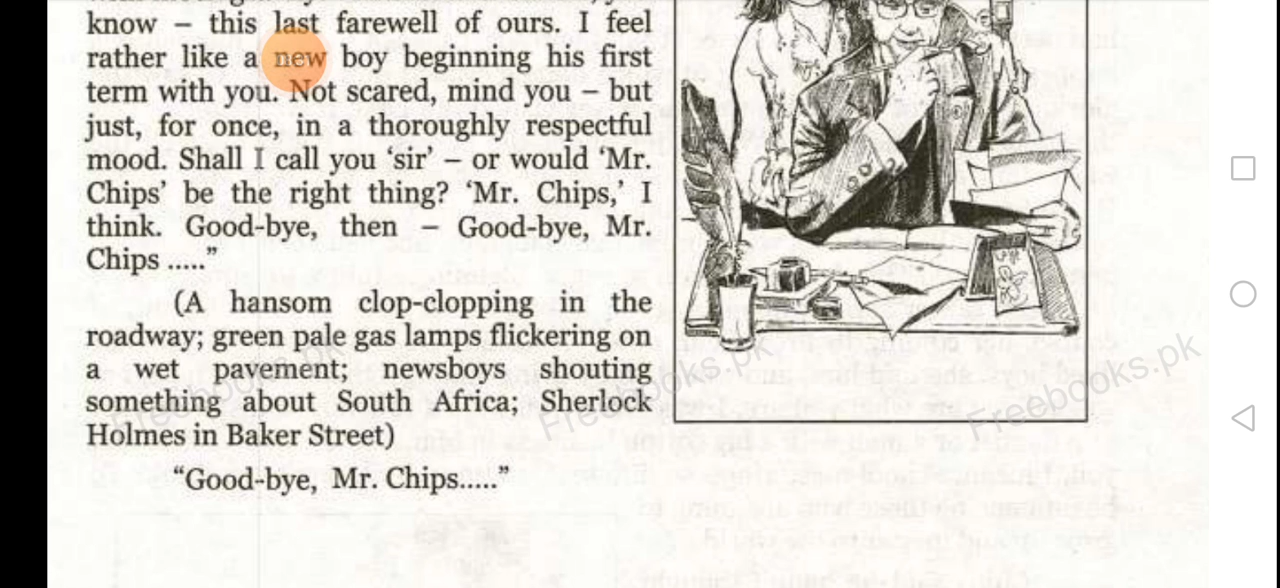 know – this last farewell of ours. I feel
rather like a new boy beginning his first
term with you. Not scared, mind you – but
just, for once, in a thoroughly respectful
mood. Shall I call you ‘sir’ – or would ‘Mr.
Chips’ be the right thing? ‘Mr. Chips,’ I
think. Good-bye, then – Good-bye, Mr.
Chips .....”
(A hansom clop-clopping in the
roadway; green pale gas lamps flickering on
a wet pavement; newsboys shouting
something about South Africa; Sherlock
Holmes in Baker Street)
“Good-bye, Mr. Chips.....”
Freebooks.pk
Freebooks.pk
Freebooks.pk